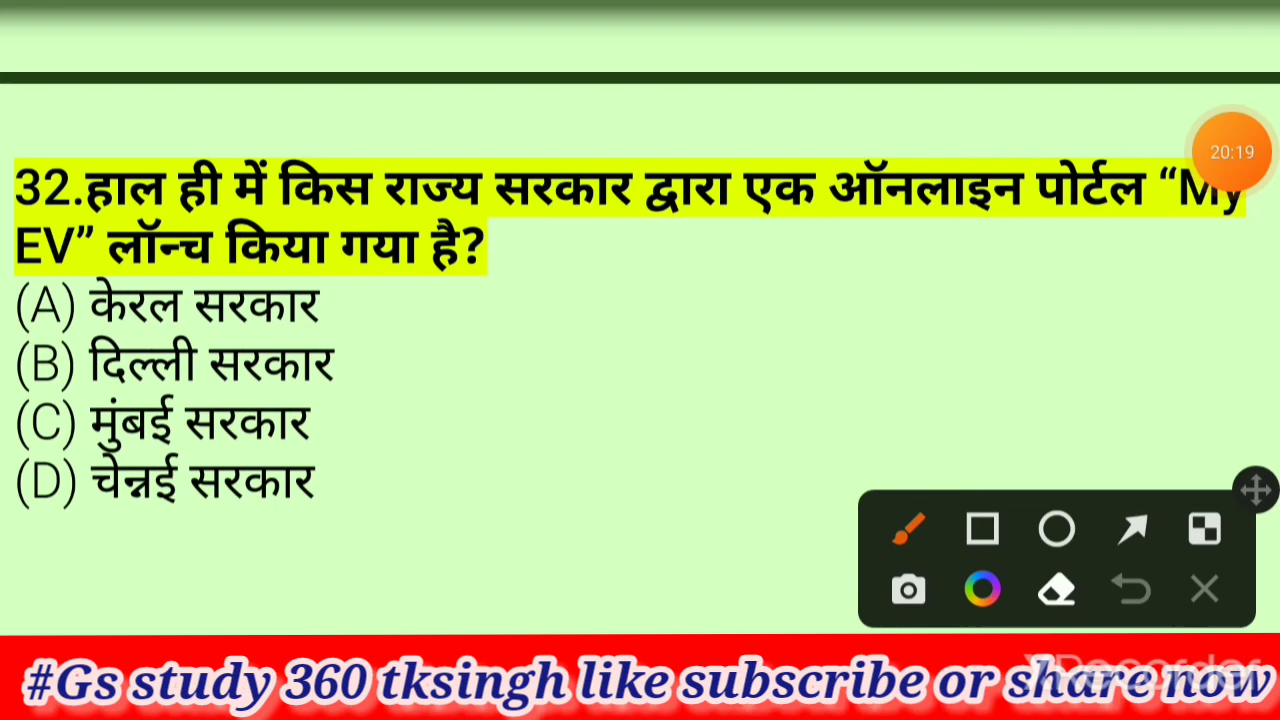 20:19
32.हाल ही में किस राज्य सरकार द्वारा एक ऑनलाइन पोर्टल “My
EV” लॉन्च किया गया है?
(A) केरल सरकार
(B) दिल्ली सरकार
(C) मुंबई सरकार
(D) चेन्नई सरकार
#Gs study 360 tksingh like subscribe or share now
XRecorder